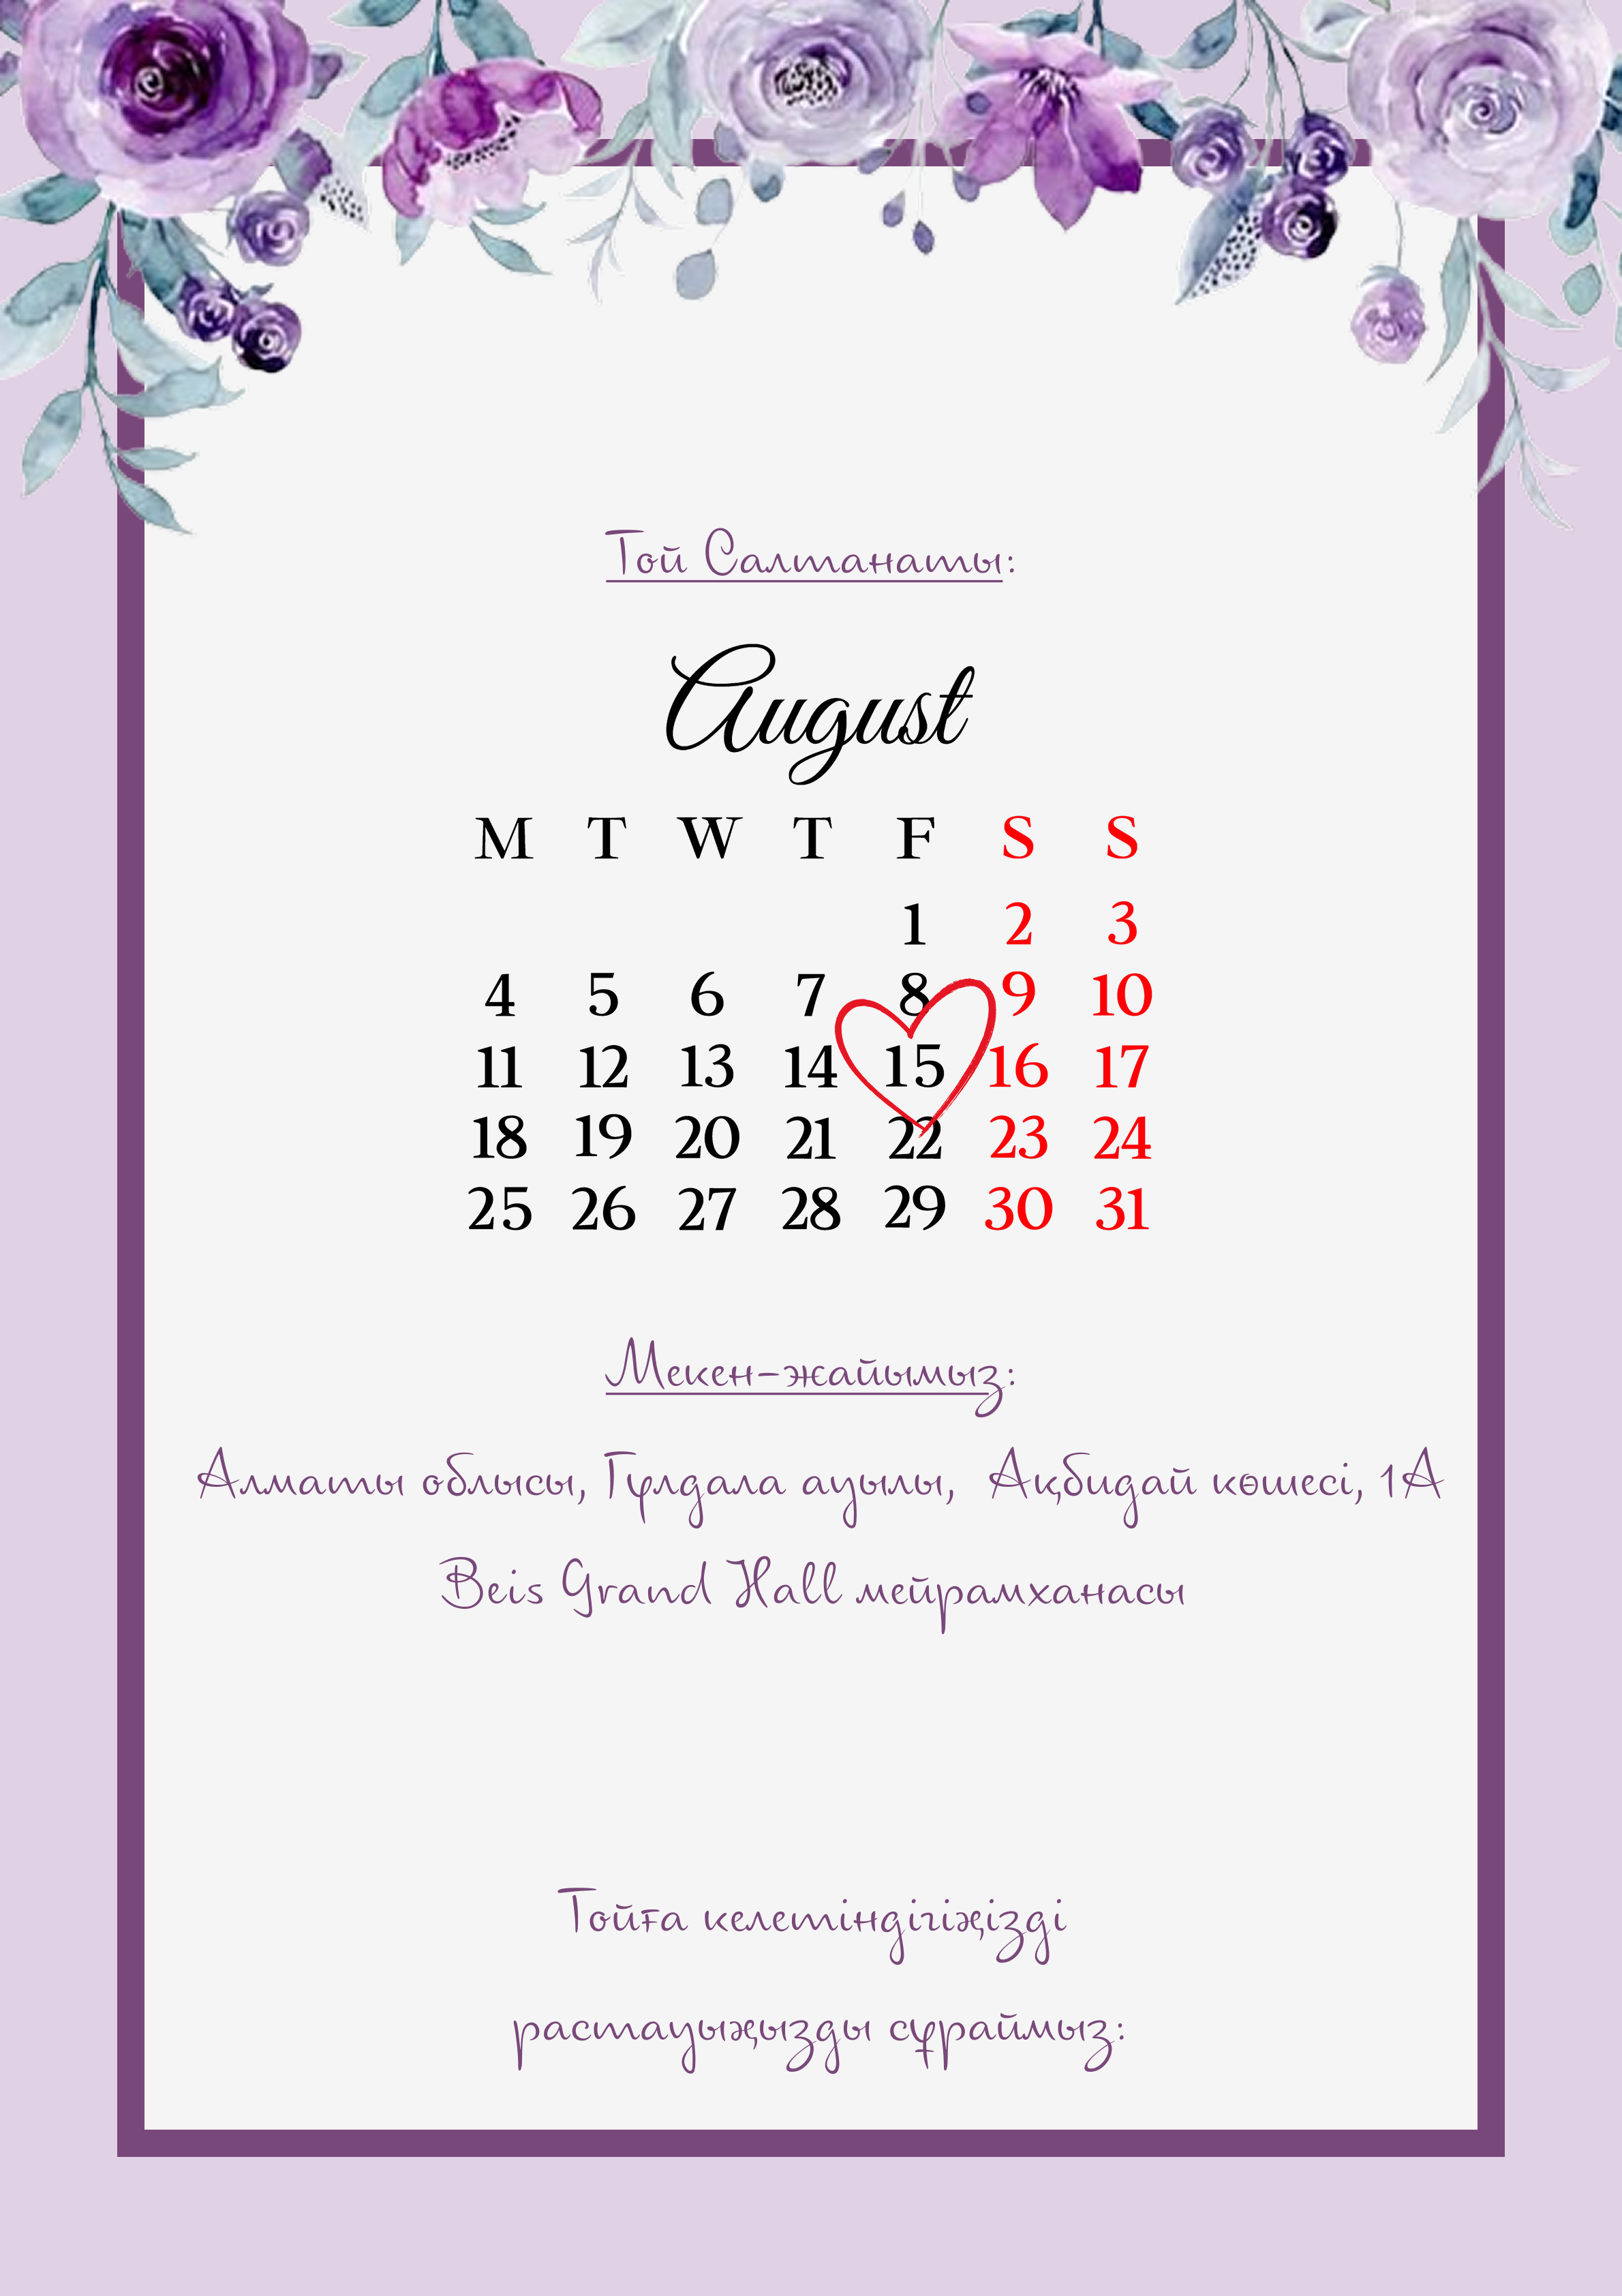 Той Салтанаты:
August
M T W T F S S
1 2 3
4 5 6 7 8 9 10
11 12 13 14 15 16 17
18 19 20 21 22 23 24
25 26 27 28 29 30 31
Мекен-жайымыз:
Алматы облысы, Гүлдала ауылы, Ақбидай көшесі, 1А
Beis Grand Hall мейрамханасы
Тойға келетіндігіңізді
растауыңызды сұраймыз: